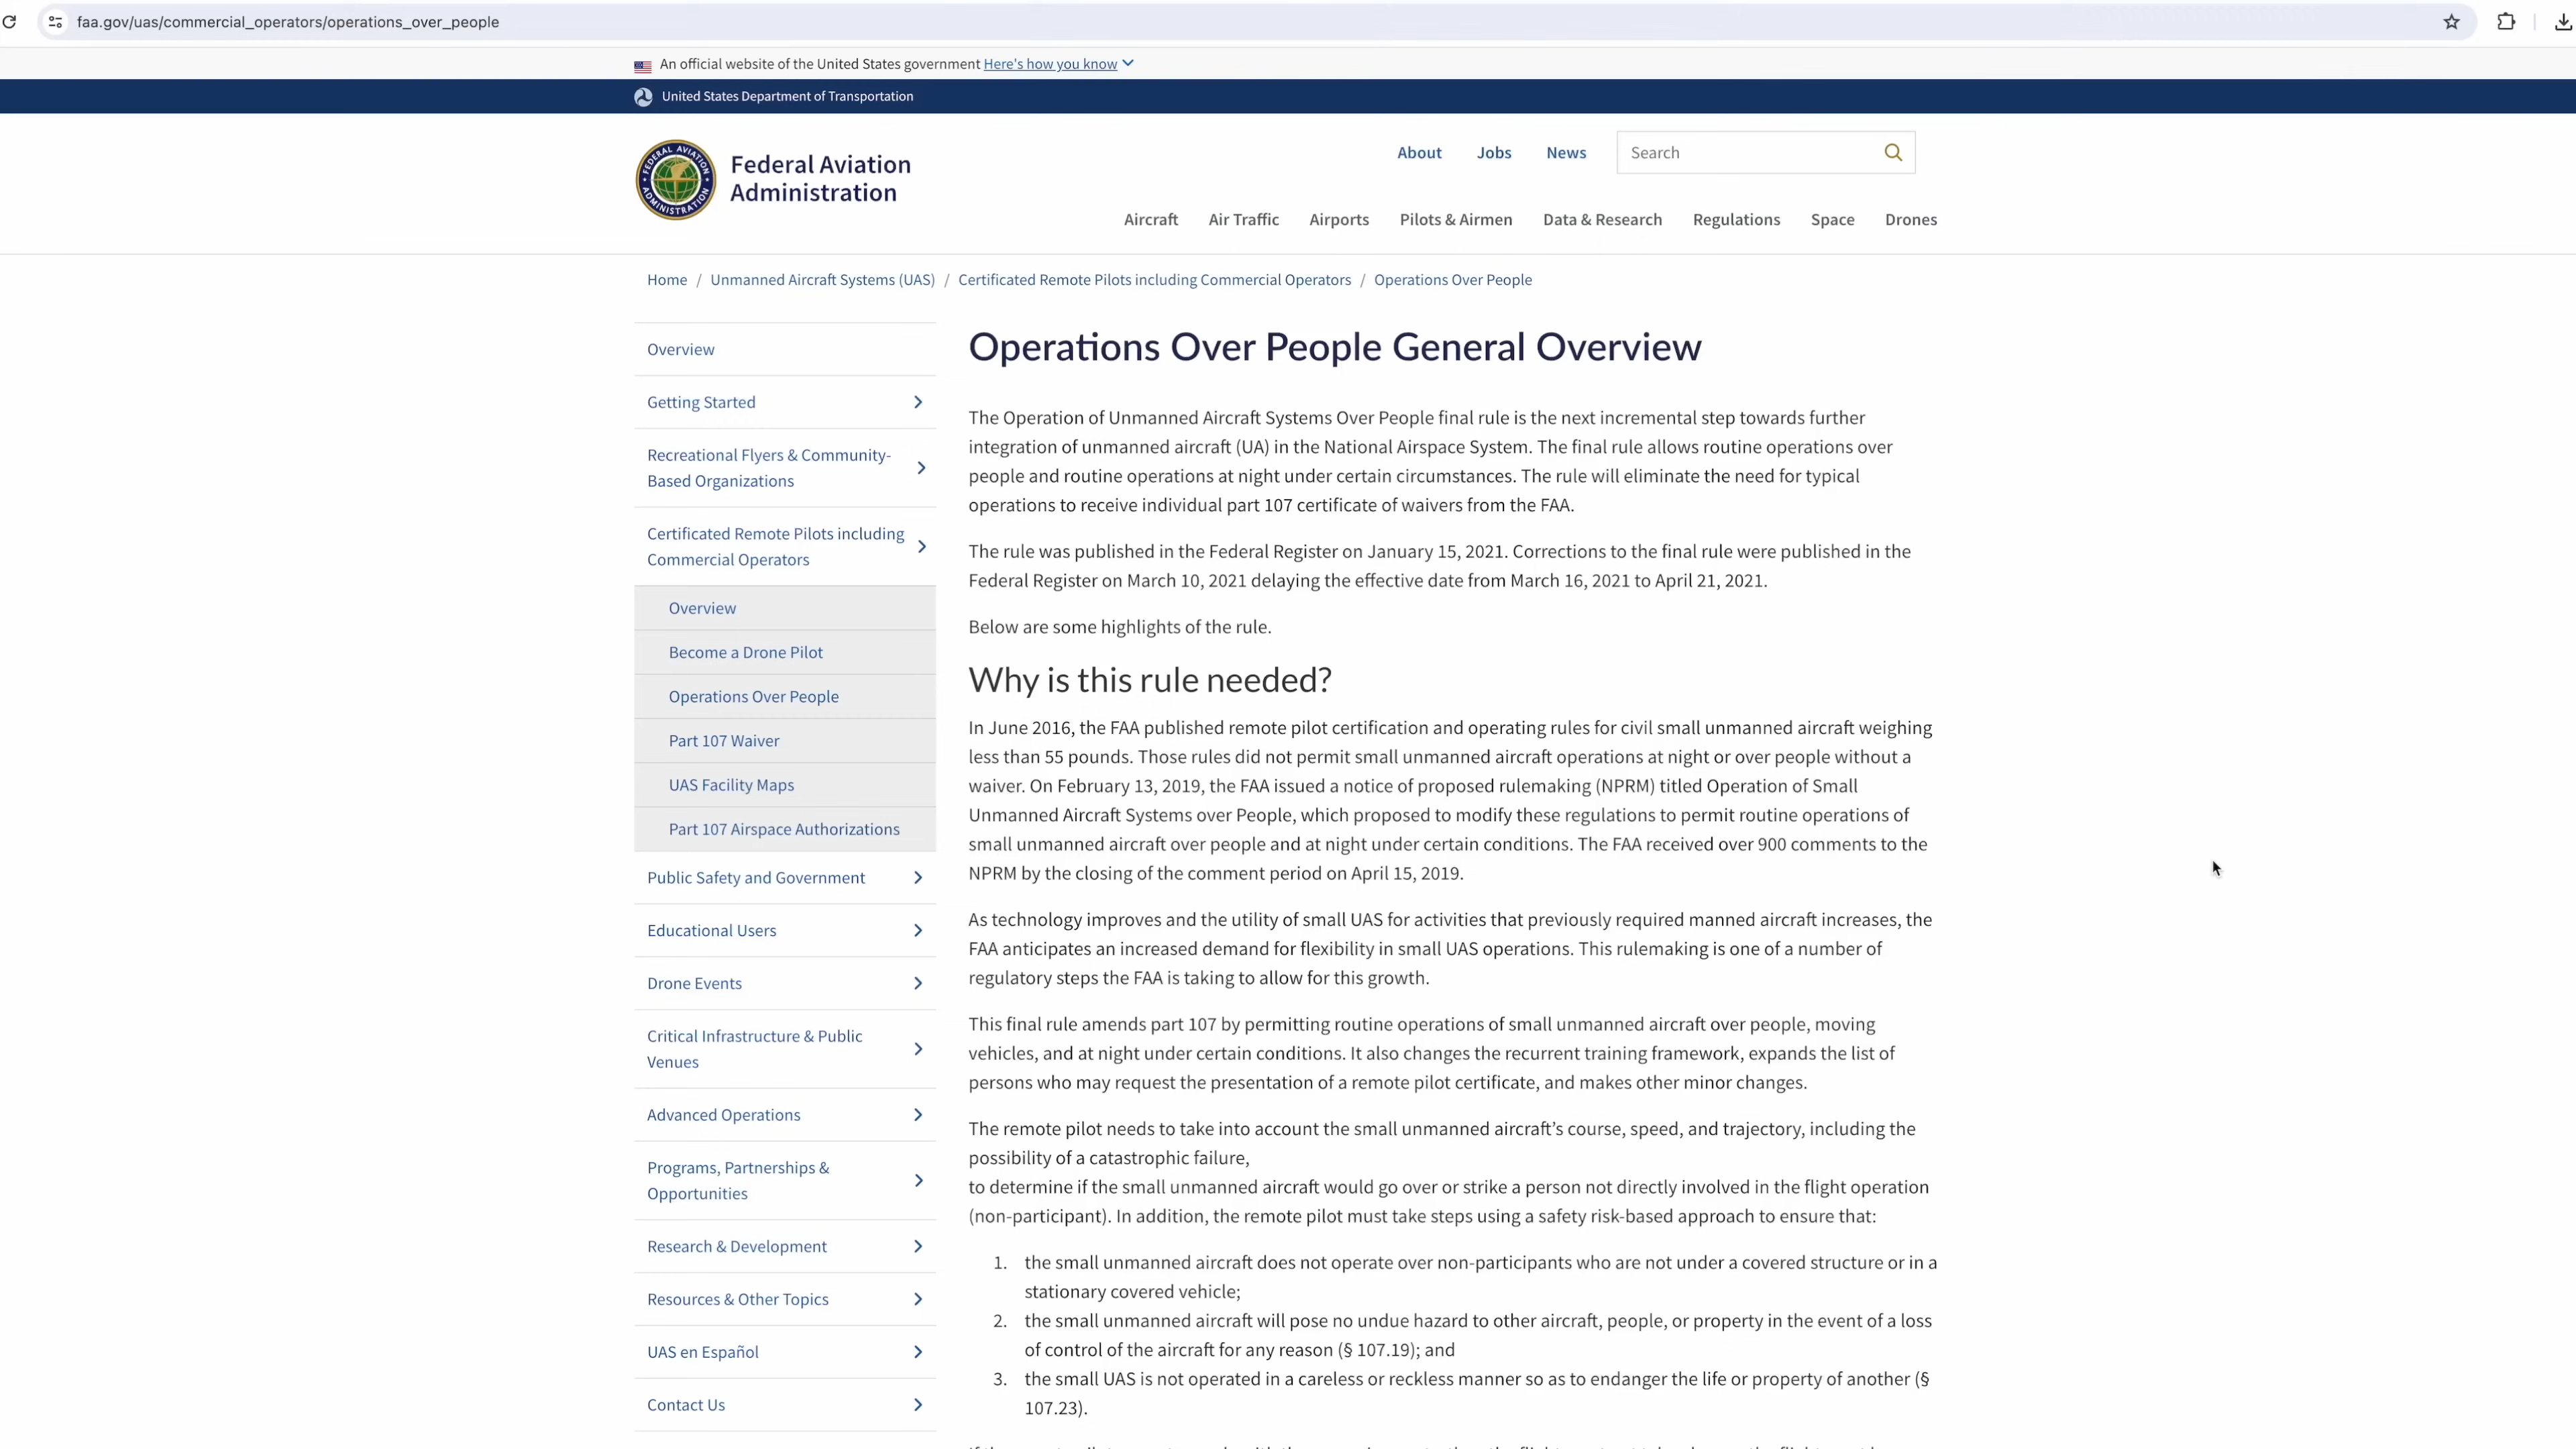 faa.gov/uas/commercial_operators/operations_over_people
An official website of the United States government Here's how you know
United States Department of Transportation
Federal Aviation
Administration
About Jobs News Search
Aircraft Air Traffic Airports Pilots & Airmen Data & Research Regulations Space Drones
Home / Unmanned Aircraft Systems (UAS) / Certificated Remote Pilots including Commercial Operators / Operations Over People
Overview
Getting Started
Recreational Flyers & Community-
Based Organizations
Certificated Remote Pilots including
Commercial Operators
Overview
Become a Drone Pilot
Operations Over People
Part 107 Waiver
UAS Facility Maps
Part 107 Airspace Authorizations
Public Safety and Government
Educational Users
Drone Events
Critical Infrastructure & Public
Venues
Advanced Operations
Programs, Partnerships &
Opportunities
Research & Development
Resources & Other Topics
UAS en Español
Contact Us
Operations Over People General Overview
The Operation of Unmanned Aircraft Systems Over People final rule is the next incremental step towards further
integration of unmanned aircraft (UA) in the National Airspace System. The final rule allows routine operations over
people and routine operations at night under certain circumstances. The rule will eliminate the need for typical
operations to receive individual part 107 certificate of waivers from the FAA.
The rule was published in the Federal Register on January 15, 2021. Corrections to the final rule were published in the
Federal Register on March 10, 2021 delaying the effective date from March 16, 2021 to April 21, 2021.
Below are some highlights of the rule.
Why is this rule needed?
In June 2016, the FAA published remote pilot certification and operating rules for civil small unmanned aircraft weighing
less than 55 pounds. Those rules did not permit small unmanned aircraft operations at night or over people without a
waiver. On February 13, 2019, the FAA issued a notice of proposed rulemaking (NPRM) titled Operation of Small
Unmanned Aircraft Systems over People, which proposed to modify these regulations to permit routine operations of
small unmanned aircraft over people and at night under certain conditions. The FAA received over 900 comments to the
NPRM by the closing of the comment period on April 15, 2019.
As technology improves and the utility of small UAS for activities that previously required manned aircraft increases, the
FAA anticipates an increased demand for flexibility in small UAS operations. This rulemaking is one of a number of
regulatory steps the FAA is taking to allow for this growth.
This final rule amends part 107 by permitting routine operations of small unmanned aircraft over people, moving
vehicles, and at night under certain conditions. It also changes the recurrent training framework, expands the list of
persons who may request the presentation of a remote pilot certificate, and makes other minor changes.
The remote pilot needs to take into account the small unmanned aircraft’s course, speed, and trajectory, including the
possibility of a catastrophic failure,
to determine if the small unmanned aircraft would go over or strike a person not directly involved in the flight operation
(non-participant). In addition, the remote pilot must take steps using a safety risk-based approach to ensure that:
1. the small unmanned aircraft does not operate over non-participants who are not under a covered structure or in a
stationary covered vehicle;
2. the small unmanned aircraft will pose no undue hazard to other aircraft, people, or property in the event of a loss
of control of the aircraft for any reason (§ 107.19); and
3. the small UAS is not operated in a careless or reckless manner so as to endanger the life or property of another (§
107.23).